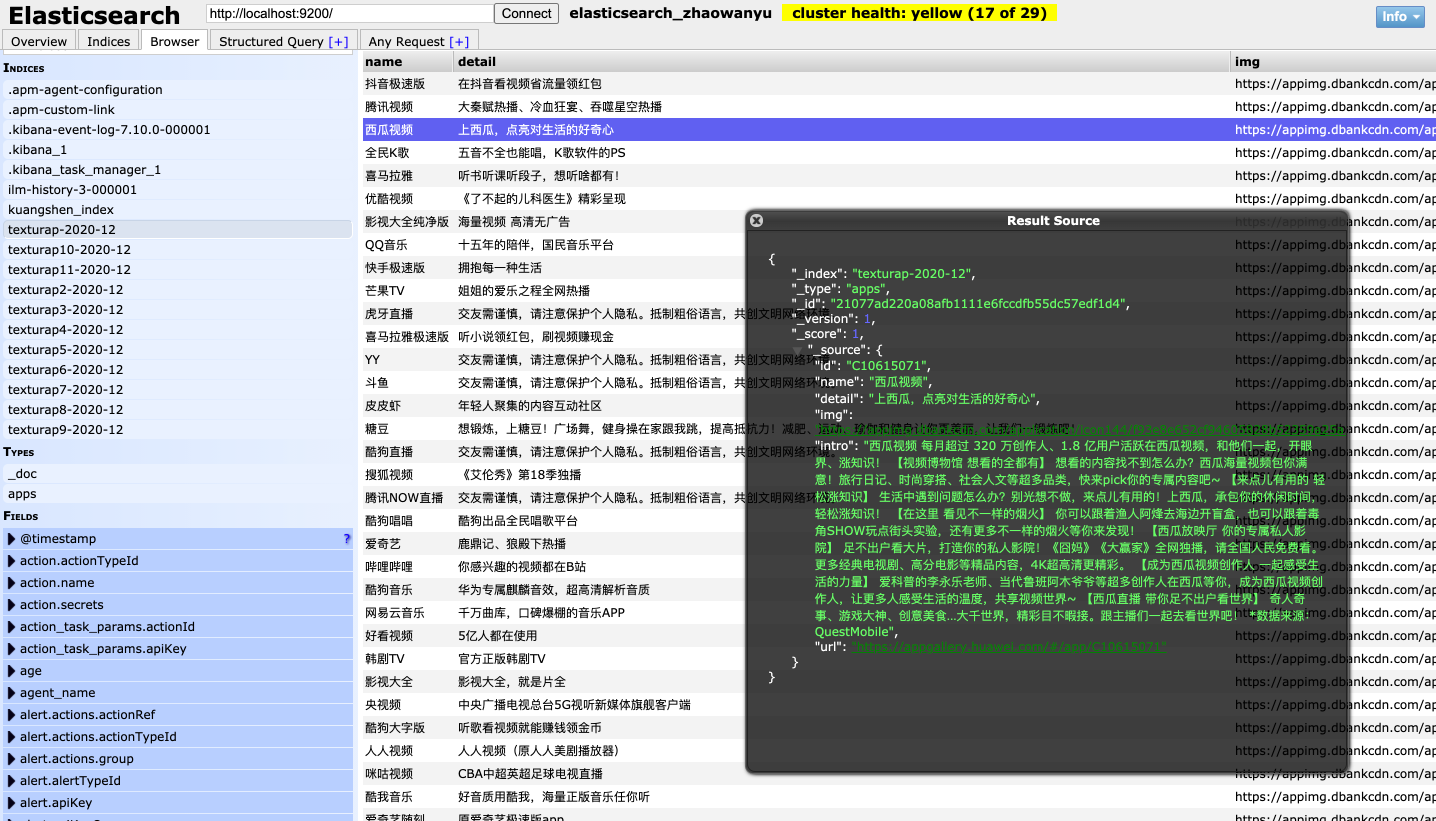 Elasticsearch
http://localhost:9200/
Connect
elasticsearch_zhaowanyu
cluster health: yellow (17 of 29)
Info
Overview
Indices
Browser
Structured Query [+]
Any Request [+]
Indices
.apm-agent-configuration
.apm-custom-link
.kibana-event-log-7.10.0-000001
.kibana_1
.kibana_task_manager_1
ilm-history-3-000001
kuangshen_index
texturap-2020-12
texturap10-2020-12
texturap11-2020-12
texturap2-2020-12
texturap3-2020-12
texturap4-2020-12
texturap5-2020-12
texturap6-2020-12
texturap7-2020-12
texturap8-2020-12
texturap9-2020-12
Types
_doc
apps
Fields
@timestamp ?
action.actionTypeId
action.name
action.secrets
action_task_params.actionId
action_task_params.apiKey
age
agent_name
alert.actions.actionRef
alert.actions.actionTypeId
alert.actions.group
alert.alertTypeId
alert.apiKey
name detail img
抖音极速版 在抖音看视频省流量领红包 https://appimg.dbankcdn.com/ap
腾讯视频 大秦赋热播、冷血狂宴、吞噬星空热播 https://appimg.dbankcdn.com/ap
西瓜视频 上西瓜，点亮对生活的好奇心 https://appimg.dbankcdn.com/ap
全民K歌 五音不全也能唱，K歌软件的PS https://appimg.dbankcdn.com/ap
喜马拉雅 听书听课听段子，想听啥都有！ https://appimg.dbankcdn.com/ap
优酷视频 《了不起的儿科医生》精彩呈现 https://appimg.dbankcdn.com/ap
影视大全纯净版 海量视频 高清无广告
QQ音乐 十五年的陪伴，国民音乐平台
快手极速版 拥抱每一种生活
芒果TV 姐姐的爱乐之程全网热播
虎牙直播 交友需谨慎，请注意保护个人隐私。抵制粗俗语言，共创文明网络环境
喜马拉雅极速版 听小说领红包，刷视频赚现金
YY 交友需谨慎，请注意保护个人隐私。抵制粗俗语言，共创文明网络环境
斗鱼 交友需谨慎，请注意保护个人隐私。抵制粗俗语言，共创文明网络环境
皮皮虾 年轻人聚集的内容互动社区
糖豆 想锻炼，上糖豆！广场舞，健身操在家跟我跳，提高抵抗力！减肥、
酷狗直播 交友需谨慎，请注意保护个人隐私。抵制粗俗语言，共创文明网络环境。
搜狐视频 《艾伦秀》第18季独播
腾讯NOW直播 交友需谨慎，请注意保护个人隐私。抵制粗俗语言，共创文明网络环境
酷狗唱唱 酷狗出品全民唱歌平台
爱奇艺 鹿鼎记、狼殿下热播
哔哩哔哩 你感兴趣的视频都在B站
酷狗音乐 华为专属麒麟音效，超高清解析音质
网易云音乐 千万曲库，口碑爆棚的音乐APP
好看视频 5亿人都在使用
韩剧TV 官方正版韩剧TV
影视大全 影视大全，就是片全
央视频 中央广播电视总台5G视听新媒体旗舰客户端
酷狗大字版 听歌看视频就能赚钱领金币
人人视频 人人视频（原人人美剧播放器）
咪咕视频 CBA中超英超足球电视直播
酷我音乐 好音质用酷我，海量正版音乐任你听 https://appimg.dbankcdn.com/ap
爱奇艺随刻 原爱奇艺极速版app https://appimg.dbankcdn.com/ap
Result Source
{
"_index": "texturap-2020-12",
"_type": "apps",
"_id": "21077ad220a08afb1111e6fccdfb55dc57edf1d4",
"_version": 1,
"_score": 1,
"_source": {
"id": "C10615071",
"name": "西瓜视频",
"detail": "上西瓜，点亮对生活的好奇心",
"img":
"intro": "西瓜视频 每月超过 320 万创作人、1.8 亿用户活跃在西瓜视频，和他们一起，开眼
界、涨知识！ 【视频博物馆 想看的全都有】 想看的内容找不到怎么办？西瓜海量视频包你满
意！旅行日记、时尚穿搭、社会人文等超多品类，快来pick你的专属内容吧~ 【来点儿有用的 轻
松涨知识】 生活中遇到问题怎么办？别光想不做，来点儿有用的！上西瓜，承包你的休闲时间，
轻松涨知识！ 【在这里 看见不一样的烟火】 你可以跟着渔人阿烽去海边开盲盒，也可以跟着毒
角SHOW玩点街头实验，还有更多不一样的烟火等你来发现！ 【西瓜放映厅 你的专属私人影
院】 足不出户看大片，打造你的私人影院！《囧妈》《大赢家》全网独播，请全国人民免费看。
更多经典电视剧、高分电影等精品内容，4K超高清更精彩。 【成为西瓜视频创作人 一起感受生
活的力量】 爱科普的李永乐老师、当代鲁班阿木爷爷等超多创作人在西瓜等你，成为西瓜视频创
作人，让更多人感受生活的温度，共享视频世界~ 【西瓜直播 带你足不出户看世界】 奇人奇
事、游戏大神、创意美食...大千世界，精彩目不暇接。跟主播们一起去看世界吧！ *数据来源：
QuestMobile",
"url": "https://appgallery.huawei.com/#/app/C10615071"
}
}